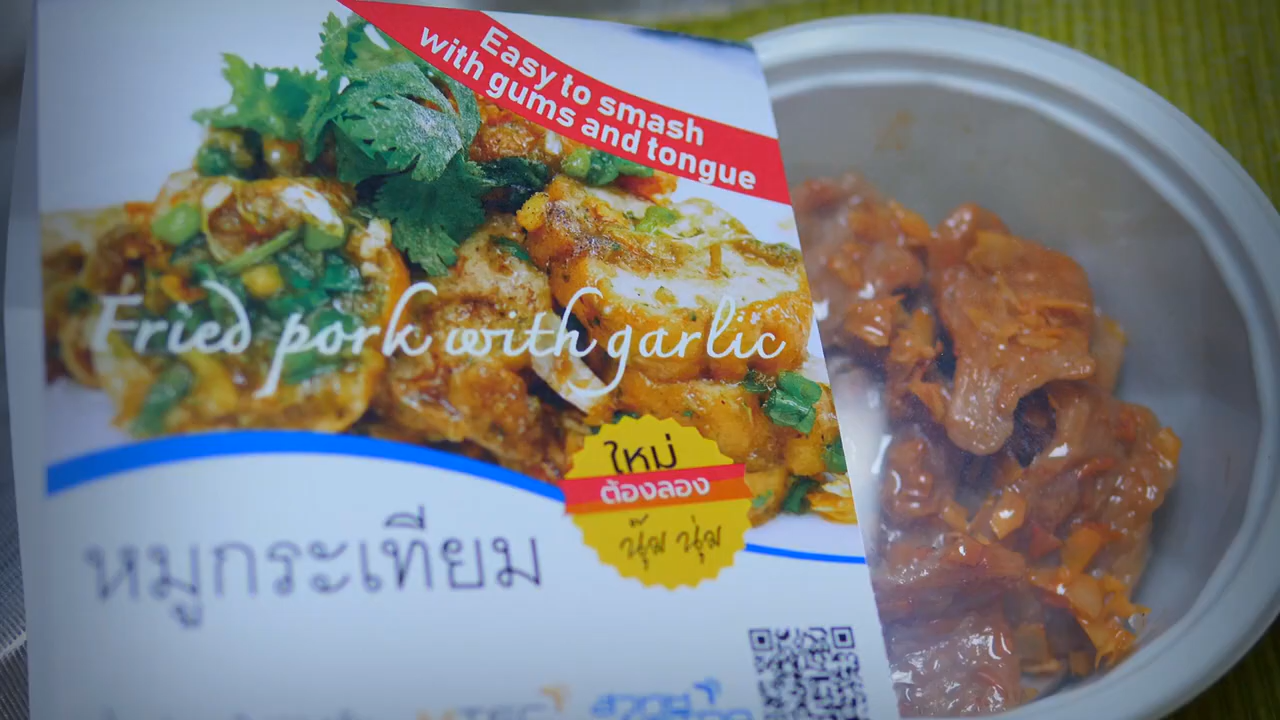 Easy to smash
with gums and tongue
Fried pork with garlic
ใหม่
ต้องลอง
นุ๊ม นุ่ม
หมูกระเทียม